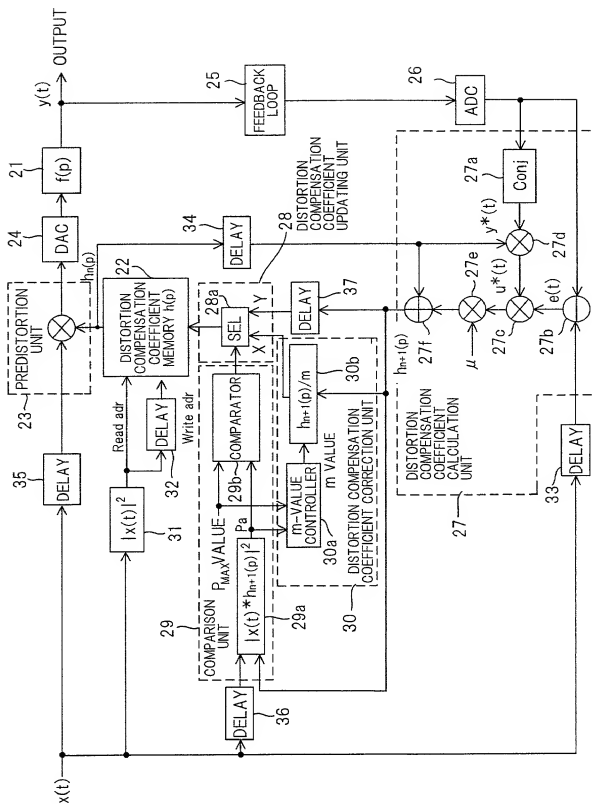 x(t)
DELAY
35
PREDISTORTION
UNIT
23
hn(p)
DAC
24
f(p)
21
y(t)
OUTPUT
|x(t)|²
31
Read adr
DELAY
32
Write adr
DISTORTION
COMPENSATION
COEFFICIENT
MEMORY h(p)
22
DELAY
34
FEEDBACK
LOOP
25
DISTORTION
COMPENSATION
COEFFICIENT
UPDATING UNIT
28
SEL
28a
X
Y
DELAY
37
ADC
26
29
COMPARISON
UNIT
PMAX VALUE
Pa
COMPARATOR
29b
|x(t)*hn+1(p)|²
29a
DELAY
36
m-VALUE
CONTROLLER
30a
m VALUE
hn+1(p)/m
30b
DISTORTION COMPENSATION
COEFFICIENT CORRECTION UNIT
30
hn+1(p)
27f
μ
27e
27c
u*(t)
27d
y*(t)
Conj
27a
e(t)
27b
DISTORTION
COMPENSATION
COEFFICIENT
CALCULATION
UNIT
27
DELAY
33